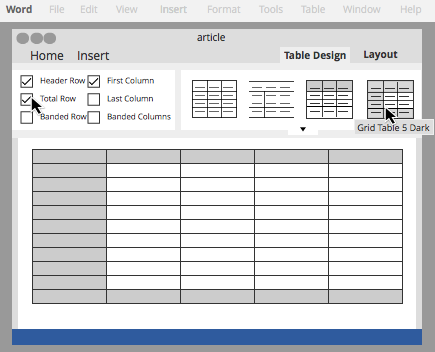 Word File Edit View Insert Format Tools Table Window Help
article
Home Insert Table Design Layout
Header Row First Column
Total Row Last Column
Banded Row Banded Columns
Grid Table 5 Dark